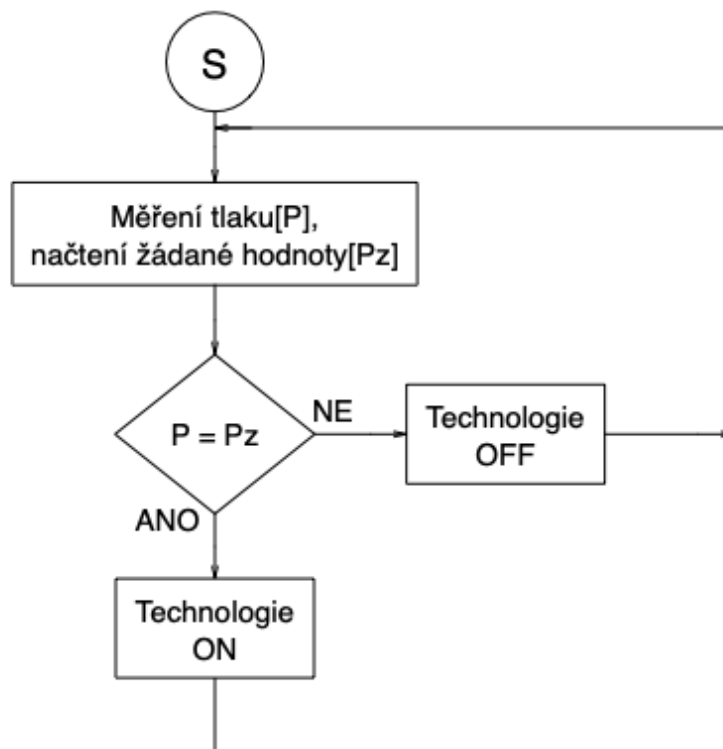 S
Měření tlaku[P],
načtení žádané hodnoty[Pz]
P = Pz
NE
Technologie
OFF
ANO
Technologie
ON